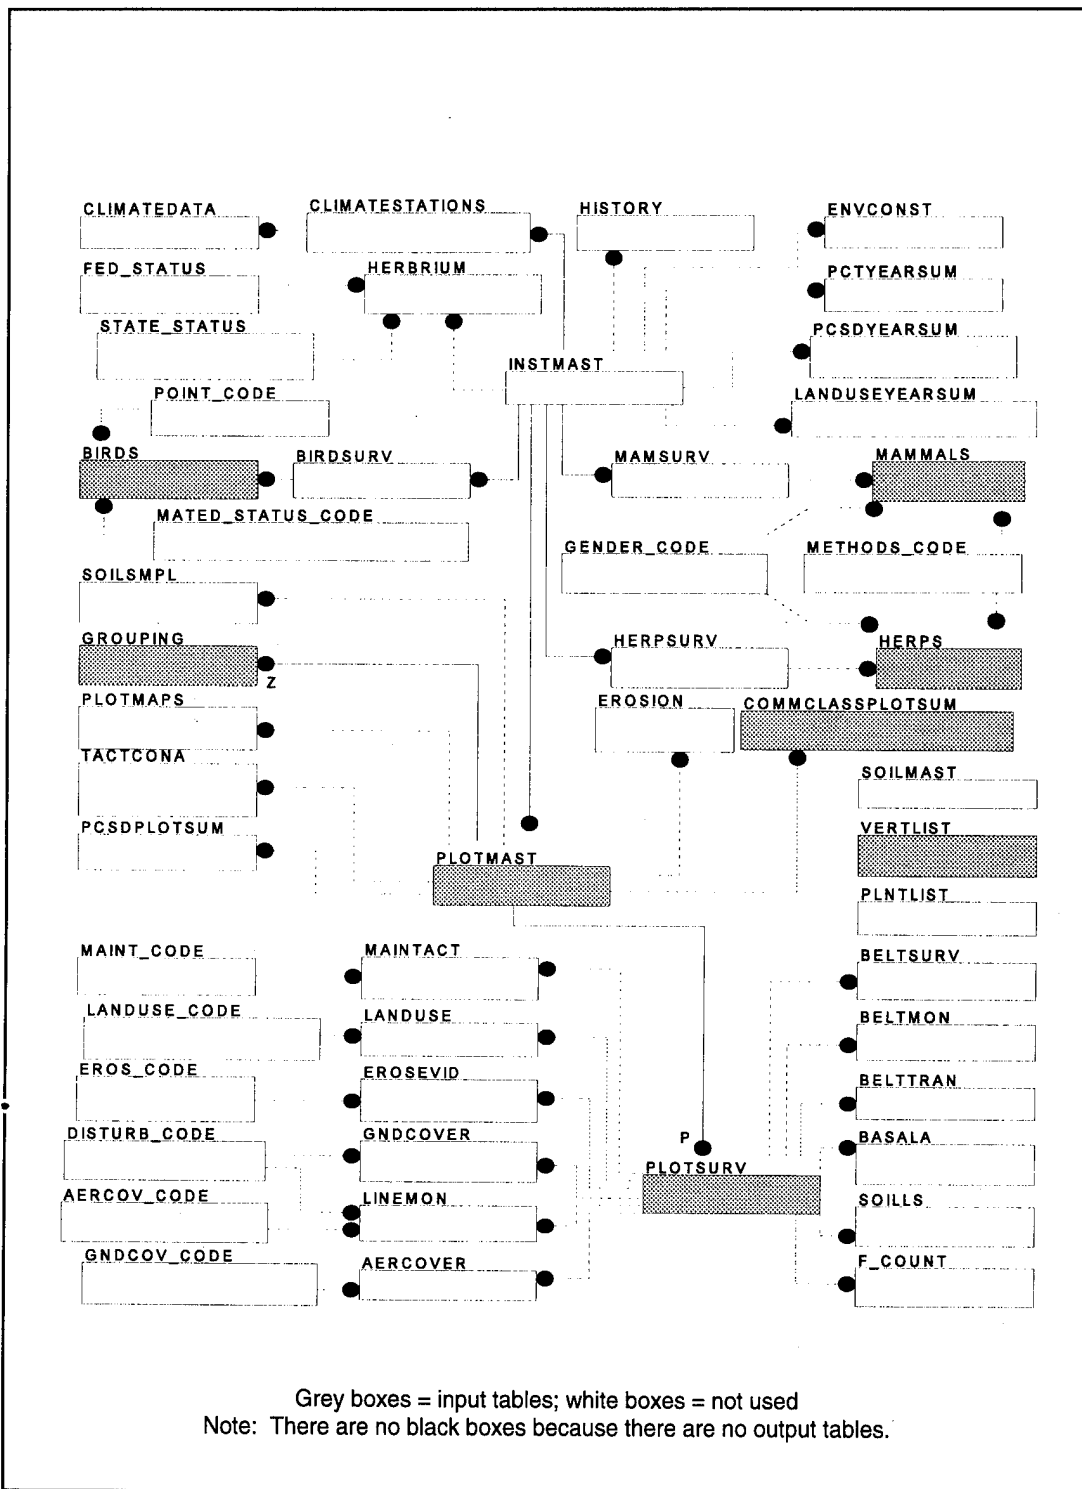 CLIMATEDATA
CLIMATESTATIONS
HISTORY
ENVCONST
FED_STATUS
HERBRIUM
PCTYEARSUM
STATE_STATUS
PCSDYEARSUM
INSTMAST
POINT_CODE
LANDUSEYEARSUM
BIRDS
BIRDSURV
MAMSURV
MAMMALS
MATED_STATUS_CODE
GENDER_CODE
METHODS_CODE
SOILSMPL
GROUPING
Z
HERPSURV
HERPS
PLOTMAPS
EROSION
COMMCLASSPLOTSUM
TACTCONA
SOILMAST
PCSDPLOTSUM
VERTLIST
PLOTMAST
PLNTLIST
MAINT_CODE
MAINTACT
BELTSURV
LANDUSE_CODE
LANDUSE
BELTMON
EROS_CODE
EROSEVID
BELTTRAN
DISTURB_CODE
GNDCOVER
P
BASALA
PLOTSURV
AERCOV_CODE
LINEMON
SOILLS
GNDCOV_CODE
AERCOVER
F_COUNT
Grey boxes = input tables; white boxes = not used
Note: There are no black boxes because there are no output tables.